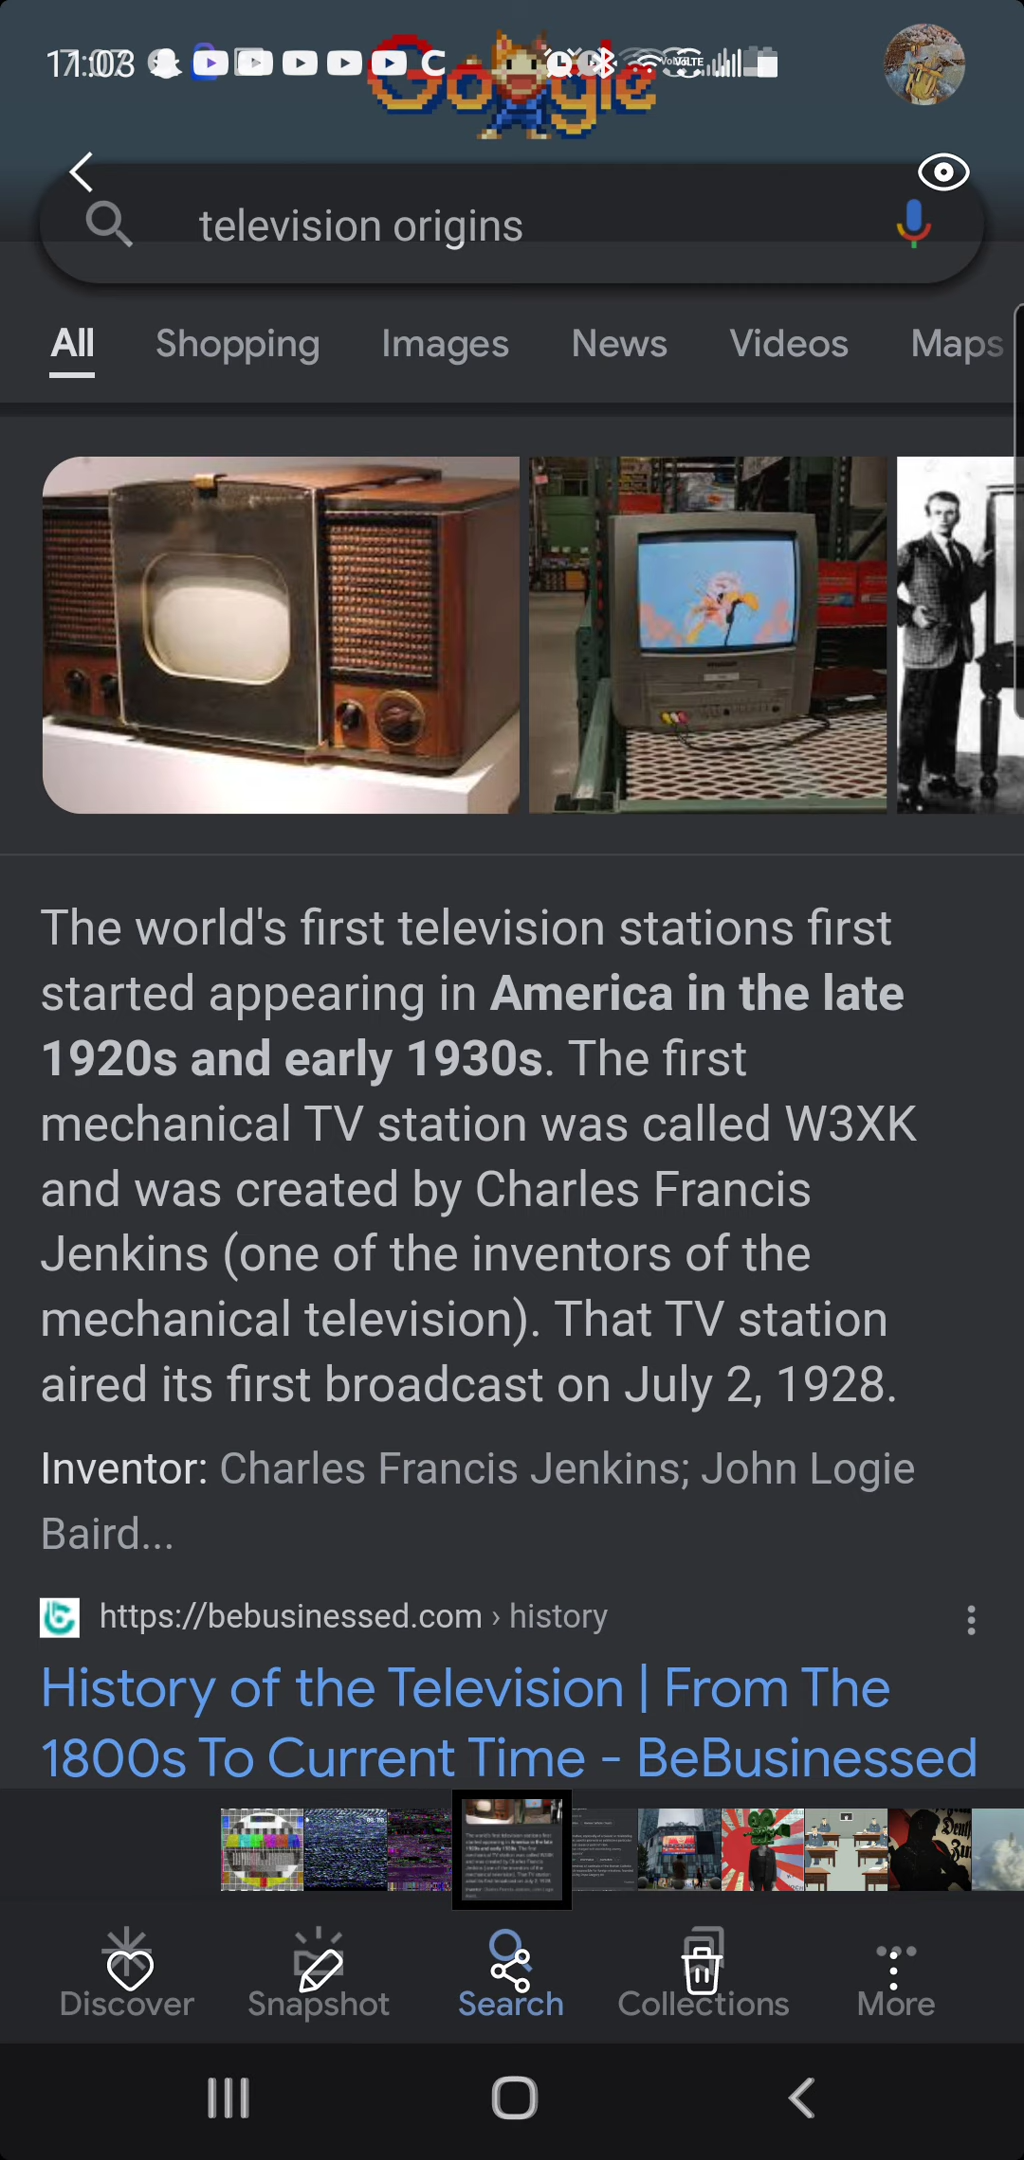 Google
television origins
All Shopping Images News Videos Maps
The world's first television stations first
started appearing in America in the late
1920s and early 1930s. The first
mechanical TV station was called W3XK
and was created by Charles Francis
Jenkins (one of the inventors of the
mechanical television). That TV station
aired its first broadcast on July 2, 1928.
Inventor: Charles Francis Jenkins; John Logie
Baird...
https://bebusinessed.com › history
History of the Television | From The
1800s To Current Time - BeBusinessed
Discover Snapshot Search Collections More